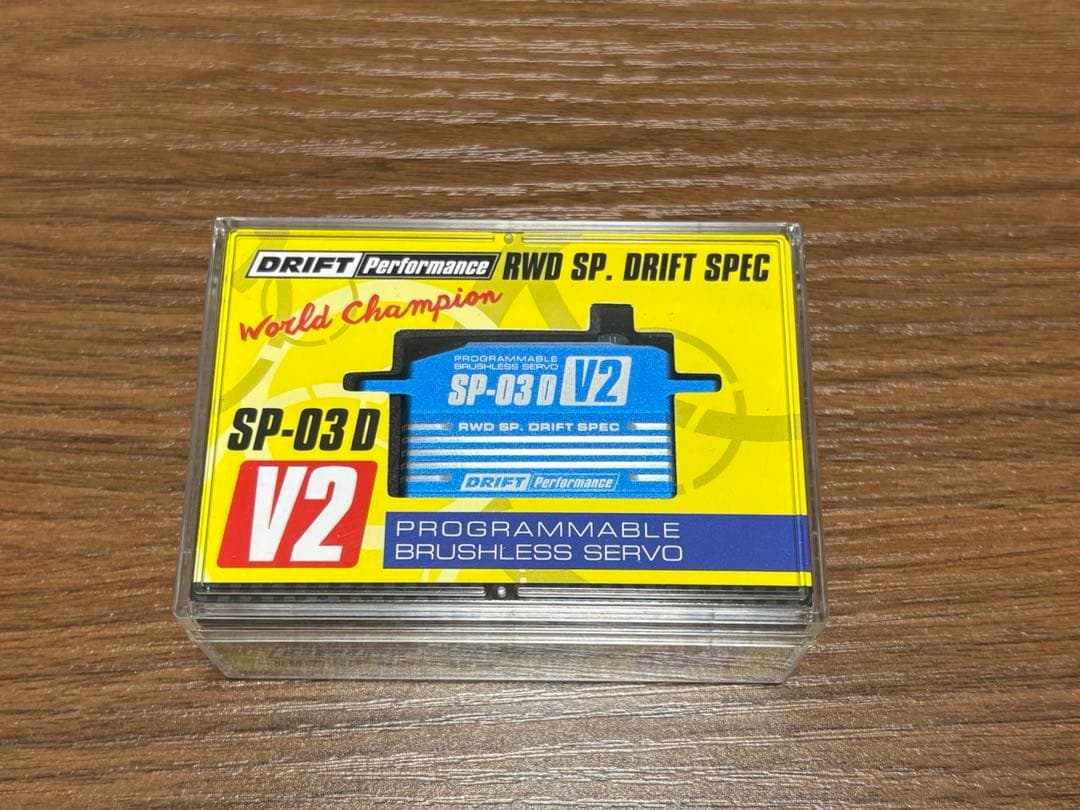 DRIFT Performance RWD SP. DRIFT SPEC
World Champion
PROGRAMMABLE
BRUSHLESS SERVO
SP-03D V2
RWD SP. DRIFT SPEC
DRIFT Performance
SP-03D
V2
PROGRAMMABLE
BRUSHLESS SERVO